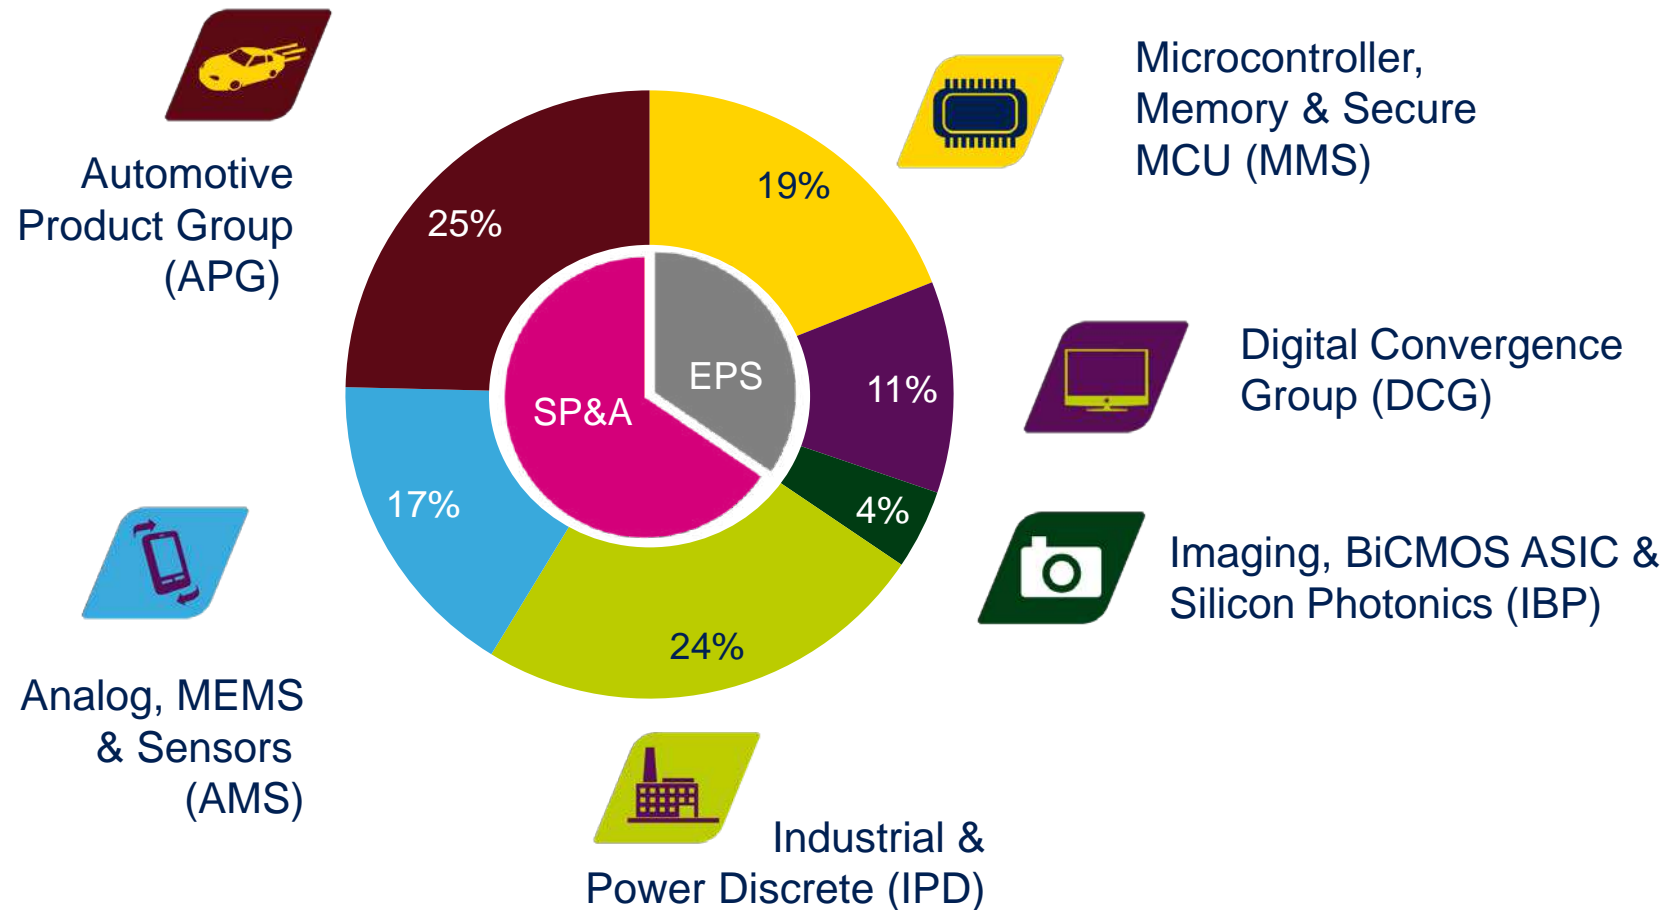 Automotive
Product Group
(APG)
25%
19%
Microcontroller,
Memory & Secure
MCU (MMS)
SP&A
EPS
11%
Digital Convergence
Group (DCG)
17%
4%
Imaging, BiCMOS ASIC &
Silicon Photonics (IBP)
24%
Analog, MEMS
& Sensors
(AMS)
Industrial &
Power Discrete (IPD)